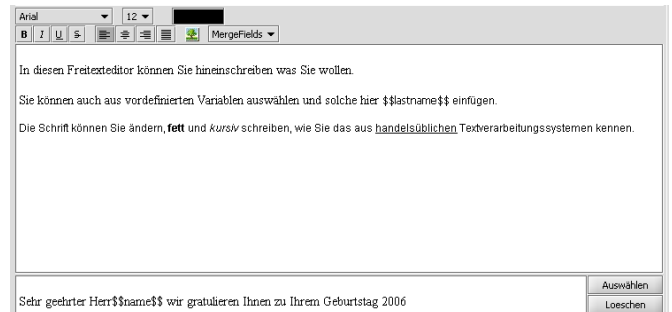 Arial 12
B I U S MergeFields
In diesen Freitexteditor können Sie hineinschreiben was Sie wollen.
Sie können auch aus vordefinierten Variablen auswählen und solche hier $$lastname$$ einfügen.
Die Schrift können Sie ändern, fett und kursiv schreiben, wie Sie das aus handelsüblichen Textverarbeitungssystemen kennen.
Auswählen
Sehr geehrter Herr$$name$$ wir gratulieren Ihnen zu Ihrem Geburtstag 2006
Loeschen